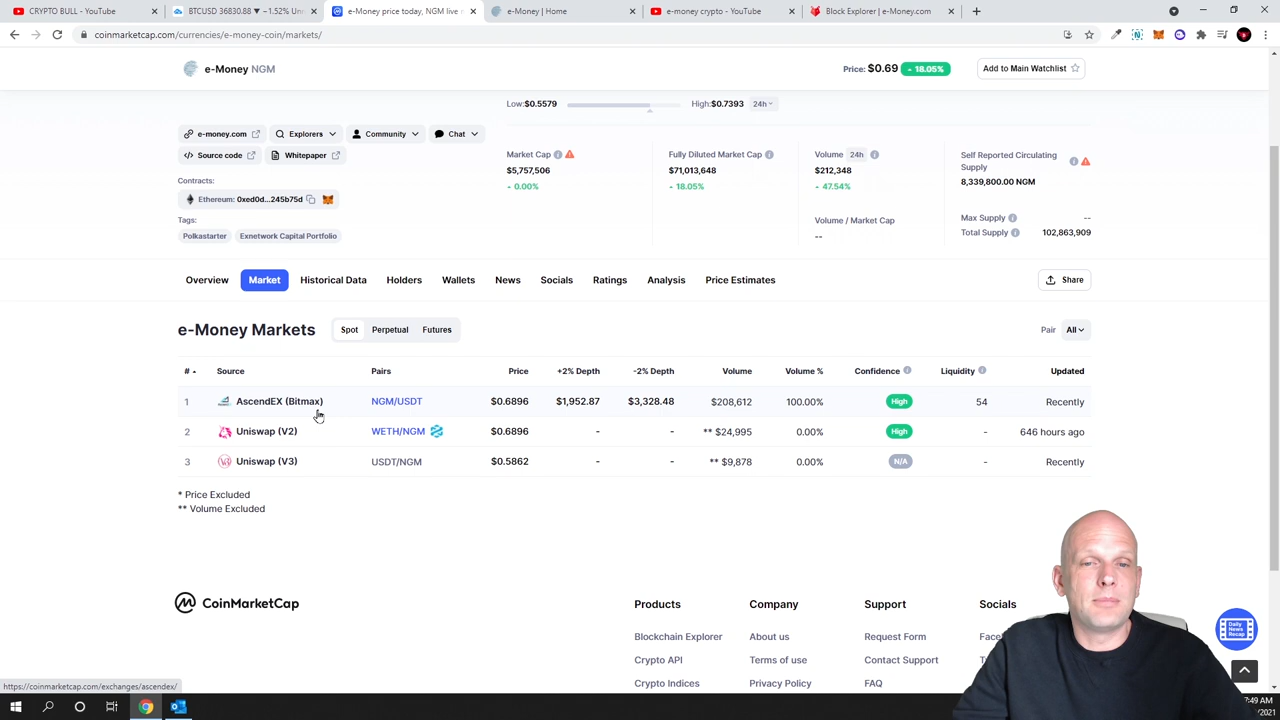 CRYPTO BULL - YouTube
BTCUSD 36830.88 ▼ −1.52% Un
e-Money price today, NGM live
e-Money | Home
e-money crypto - YouTube
Block Explorer | e-Money.com
coinmarketcap.com/currencies/e-money-coin/markets/
e-Money NGM
Price: $0.69 18.05%
Add to Main Watchlist
Low:$0.5579
High:$0.7393
24h
e-money.com
Explorers
Community
Chat
Source code
Whitepaper
Contracts:
Ethereum: 0xed0d...245b75d
Tags:
Polkastarter
Exnetwork Capital Portfolio
Market Cap
$5,757,506
0.00%
Fully Diluted Market Cap
$71,013,648
18.05%
Volume 24h
$212,348
47.54%
Volume / Market Cap
--
Self Reported Circulating
Supply
8,339,800.00 NGM
Max Supply --
Total Supply 102,863,909
Overview
Market
Historical Data
Holders
Wallets
News
Socials
Ratings
Analysis
Price Estimates
Share
e-Money Markets
Spot
Perpetual
Futures
Pair
All
# Source Pairs Price +2% Depth -2% Depth Volume Volume % Confidence Liquidity Updated
1 AscendEX (Bitmax) NGM/USDT $0.6896 $1,952.87 $3,328.48 $208,612 100.00% High 54 Recently
2 Uniswap (V2) WETH/NGM $0.6896 - - ** $24,995 0.00% High - 646 hours ago
3 Uniswap (V3) USDT/NGM $0.5862 - - ** $9,878 0.00% N/A - Recently
* Price Excluded
** Volume Excluded
CoinMarketCap
Products
Blockchain Explorer
Crypto API
Crypto Indices
Company
About us
Terms of use
Privacy Policy
Support
Request Form
Contact Support
FAQ
Socials
Daily
News
Recap
https://coinmarketcap.com/exchanges/ascendex/
7:49 AM
/2021